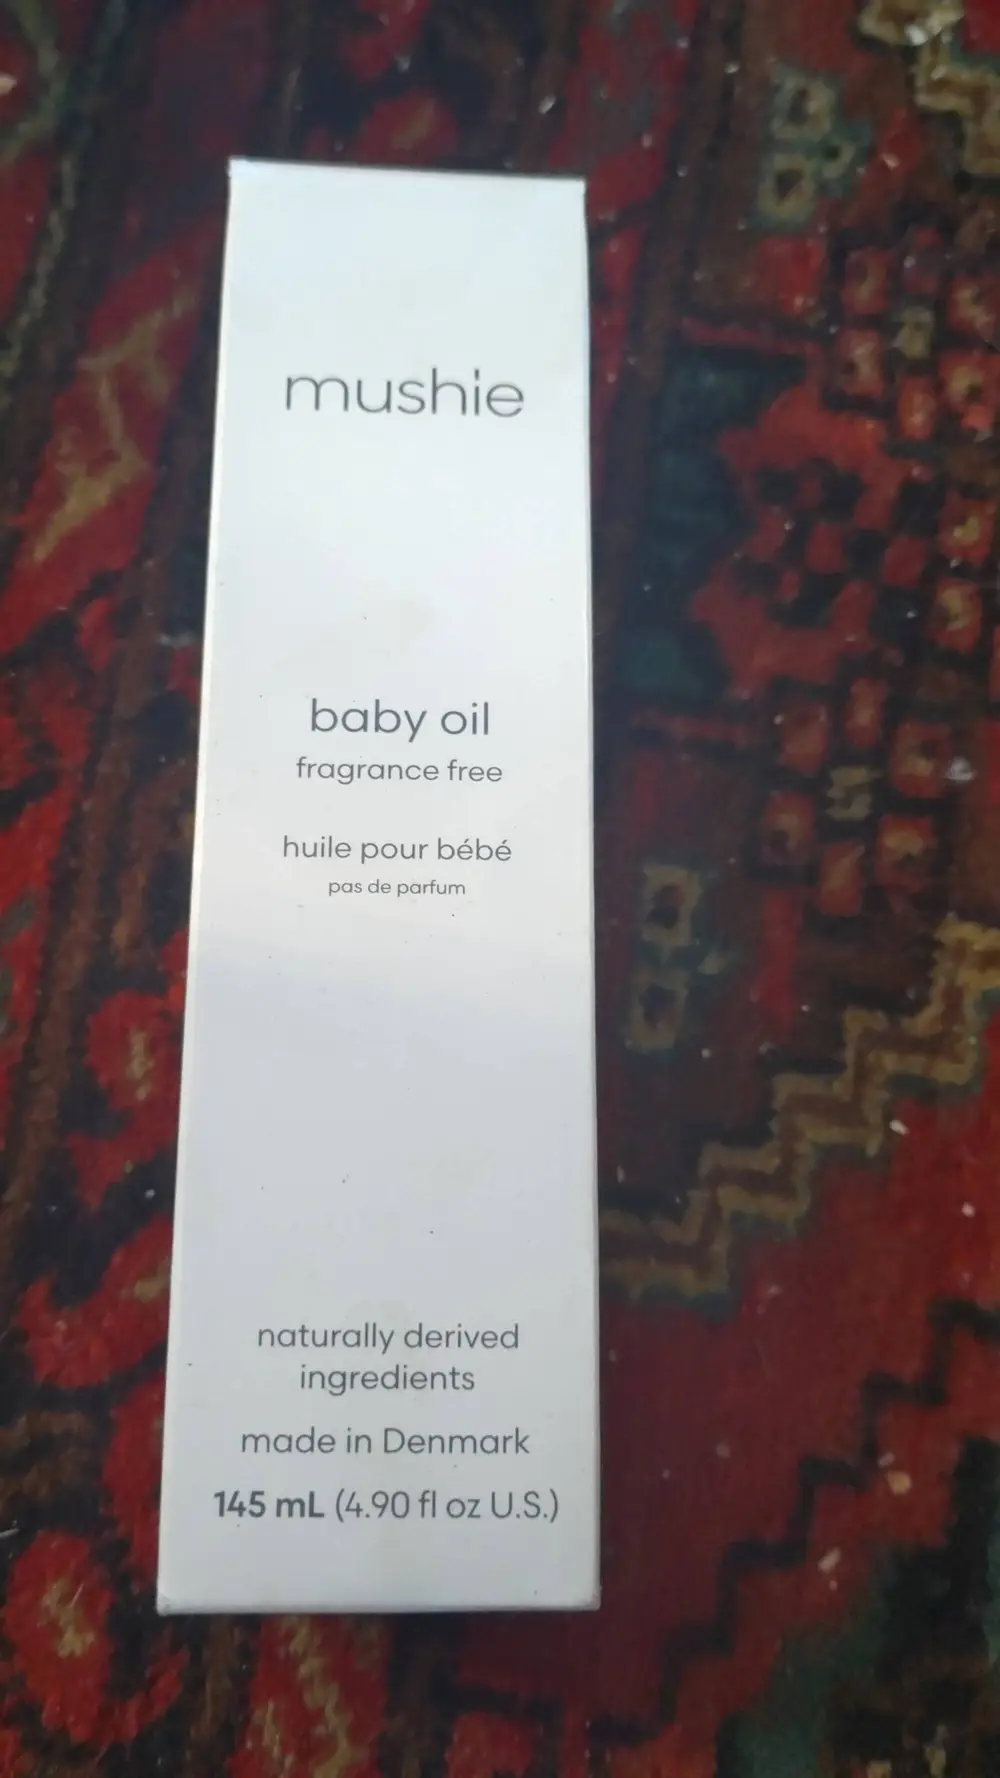 mushie
baby oil
fragrance free
huile pour bébé
pas de parfum
naturally derived
ingredients
made in Denmark
145 mL (4.90 fl oz U.S.)